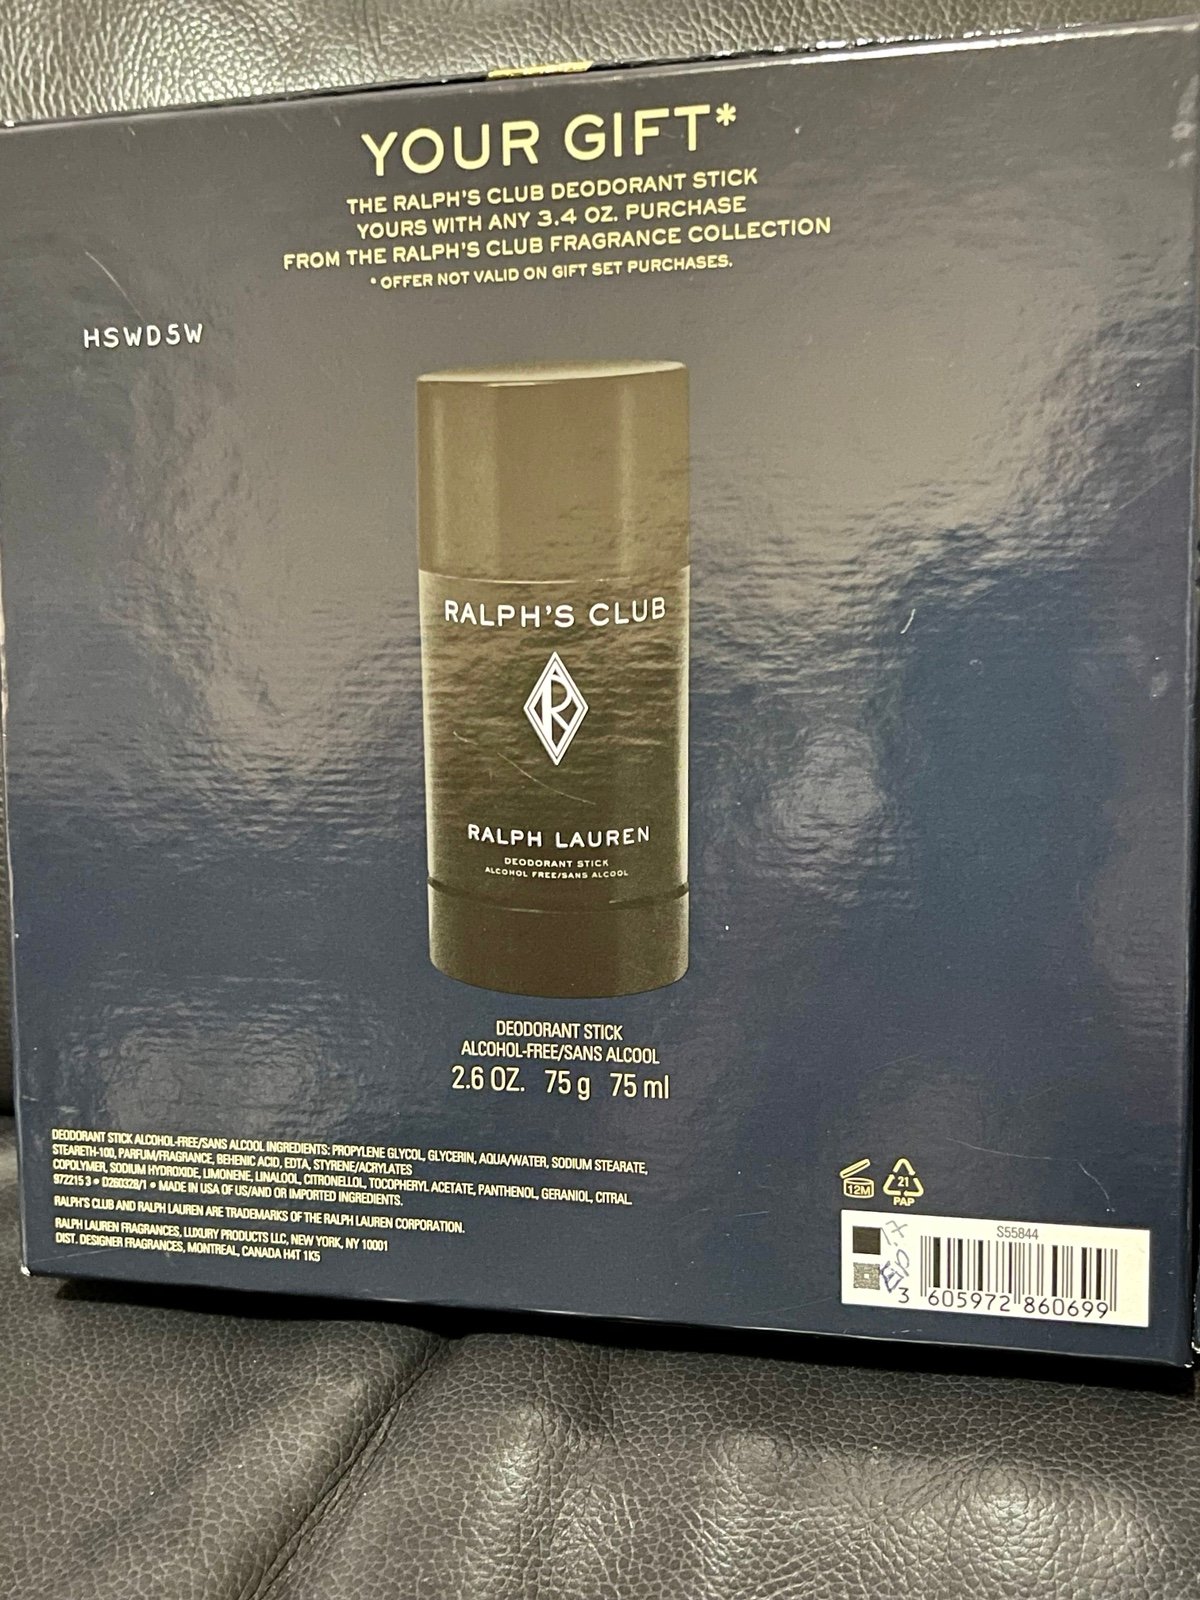 YOUR GIFT*
THE RALPH'S CLUB DEODORANT STICK
YOURS WITH ANY 3.4 OZ. PURCHASE
FROM THE RALPH'S CLUB FRAGRANCE COLLECTION
* OFFER NOT VALID ON GIFT SET PURCHASES.
HSWD5W
RALPH'S CLUB
R
RALPH LAUREN
DEODORANT STICK
ALCOHOL FREE/SANS ALCOOL
DEODORANT STICK
ALCOHOL-FREE/SANS ALCOOL
2.6 OZ. 75 g 75 ml
DEODORANT STICK ALCOHOL-FREE/SANS ALCOOL INGREDIENTS: PROPYLENE GLYCOL, GLYCERIN, AQUA/WATER, SODIUM STEARATE,
STEARETH-100, PARFUM/FRAGRANCE, BEHENIC ACID, EDTA, STYRENE/ACRYLATES
COPOLYMER, SODIUM HYDROXIDE, LIMONENE, LINALOOL, CITRONELLOL, TOCOPHERYL ACETATE, PANTHENOL, GERANIOL, CITRAL.
972215 3 • D260328/1 • MADE IN USA OF US/AND OR IMPORTED INGREDIENTS.
RALPH'S CLUB AND RALPH LAUREN ARE TRADEMARKS OF THE RALPH LAUREN CORPORATION.
RALPH LAUREN FRAGRANCES, LUXURY PRODUCTS LLC, NEW YORK, NY 10001
DIST. DESIGNER FRAGRANCES, MONTREAL, CANADA H4T 1K5
12M
21
PAP
S55844
3 605972 860699